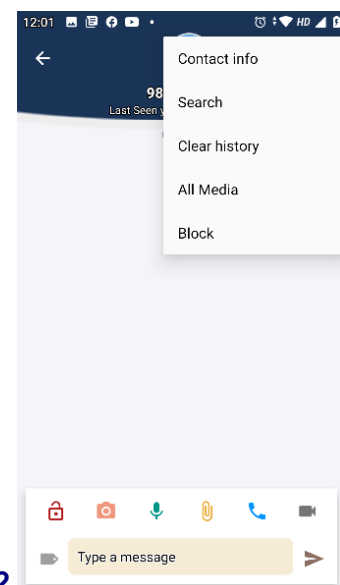 12:01 HD
Contact info
98
Last Seen
Search
Clear history
All Media
Block
Type a message
2